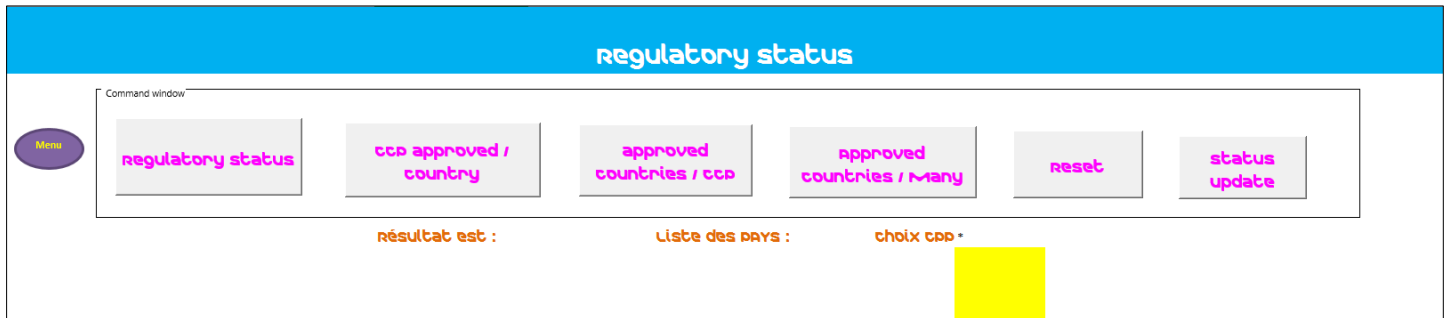 Regulatory status
Command window
Menu
Regulatory status
CCP approved /
country
approved
countries / CCP
Approved
countries / Many
Reset
Status
update
Résultat est :
Liste des PAYS :
Choix CPP *